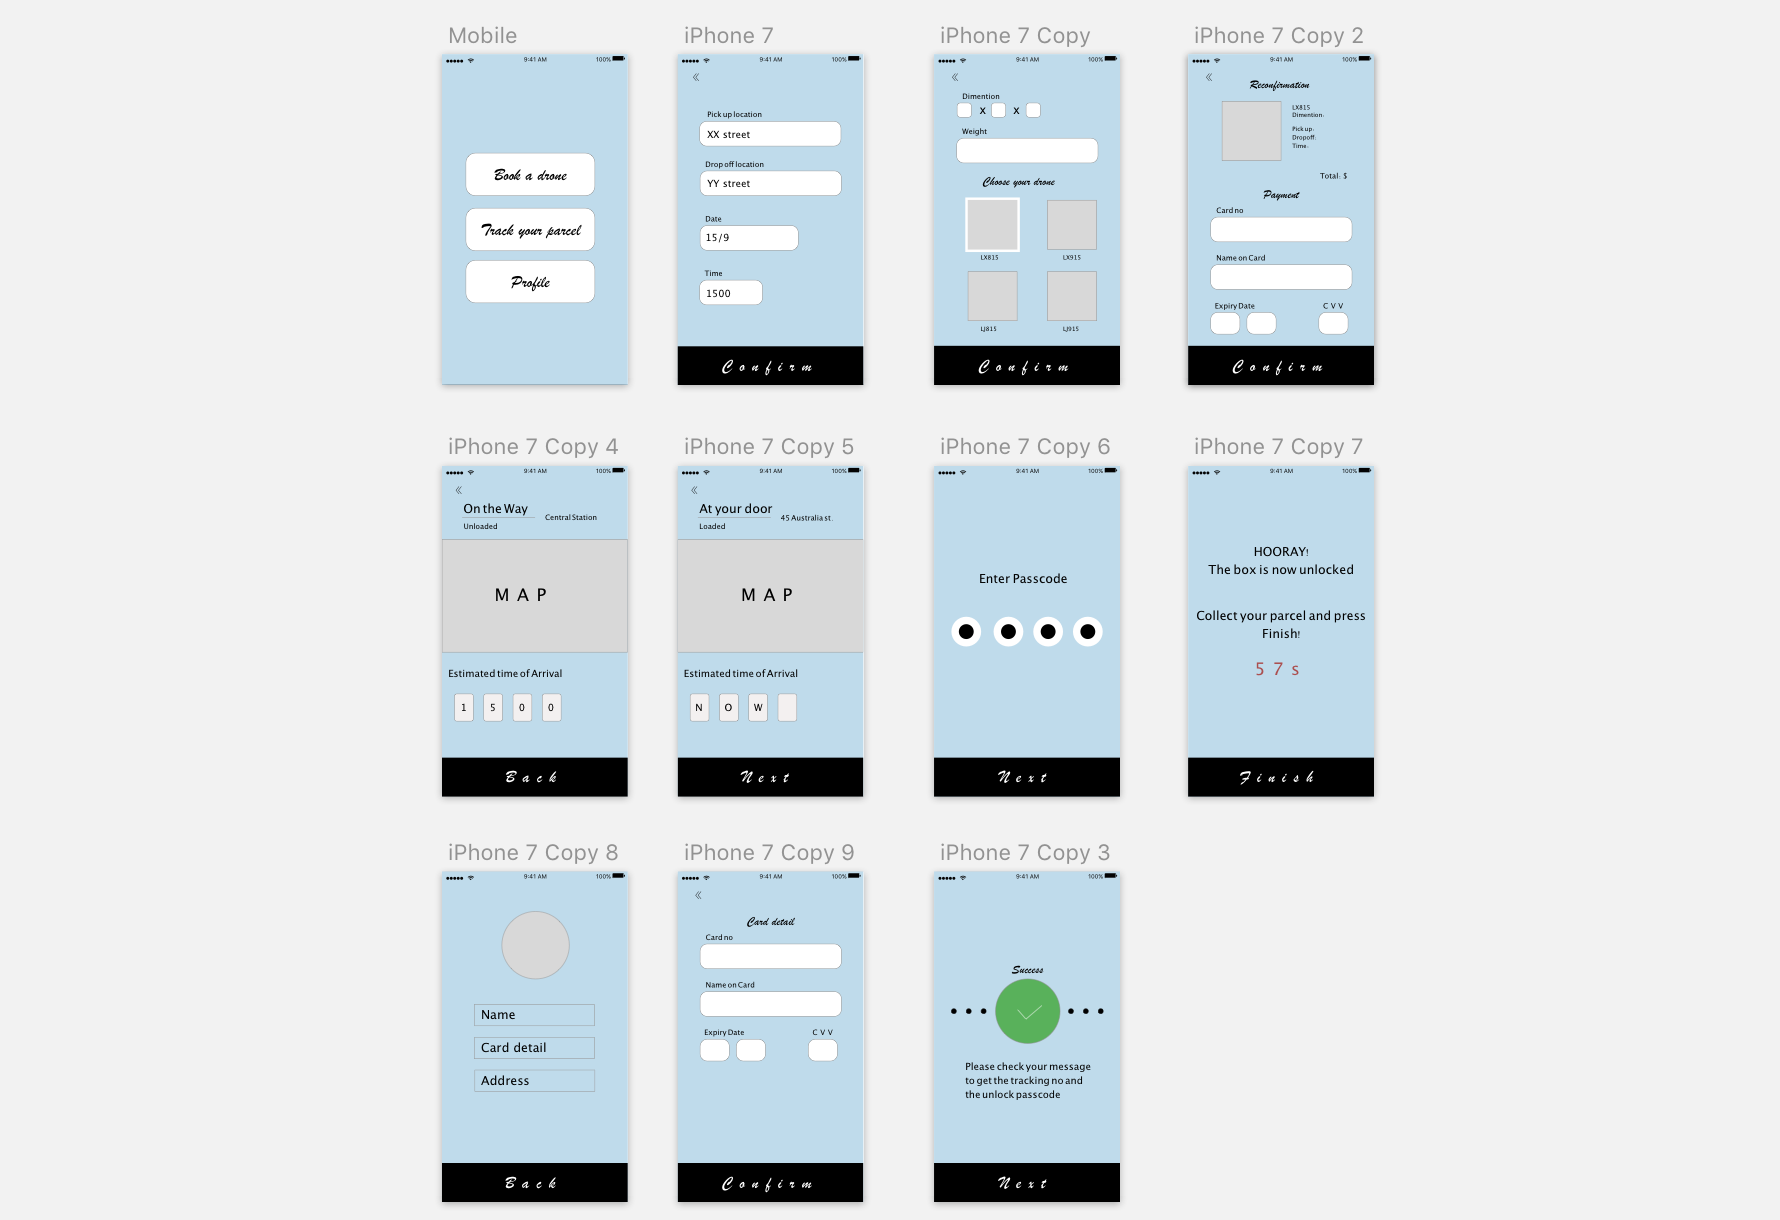 Mobile
9:41 AM 100%
Book a drone
Track your parcel
Profile
iPhone 7
9:41 AM 100%
Pick up location
XX street
Drop off location
YY street
Date
15/9
Time
1500
Confirm
iPhone 7 Copy
9:41 AM 100%
Dimention
X X
Weight
Choose your drone
LX815 LX915
LJ815 LJ915
Confirm
iPhone 7 Copy 2
9:41 AM 100%
Reconfirmation
LX815
Dimention:
Pick up:
Dropoff:
Time:
Total: $
Payment
Card no
Name on Card
Expiry Date CVV
Confirm
iPhone 7 Copy 4
9:41 AM 100%
On the Way
Central Station
Unloaded
MAP
Estimated time of Arrival
1 5 0 0
Back
iPhone 7 Copy 5
9:41 AM 100%
At your door
45 Australia st.
Loaded
MAP
Estimated time of Arrival
N O W
Next
iPhone 7 Copy 6
9:41 AM 100%
Enter Passcode
Next
iPhone 7 Copy 7
9:41 AM 100%
HOORAY!
The box is now unlocked
Collect your parcel and press
Finish!
57s
Finish
iPhone 7 Copy 8
9:41 AM 100%
Name
Card detail
Address
Back
iPhone 7 Copy 9
9:41 AM 100%
Card detail
Card no
Name on Card
Expiry Date CVV
Confirm
iPhone 7 Copy 3
9:41 AM 100%
Success
Please check your message
to get the tracking no and
the unlock passcode
Next